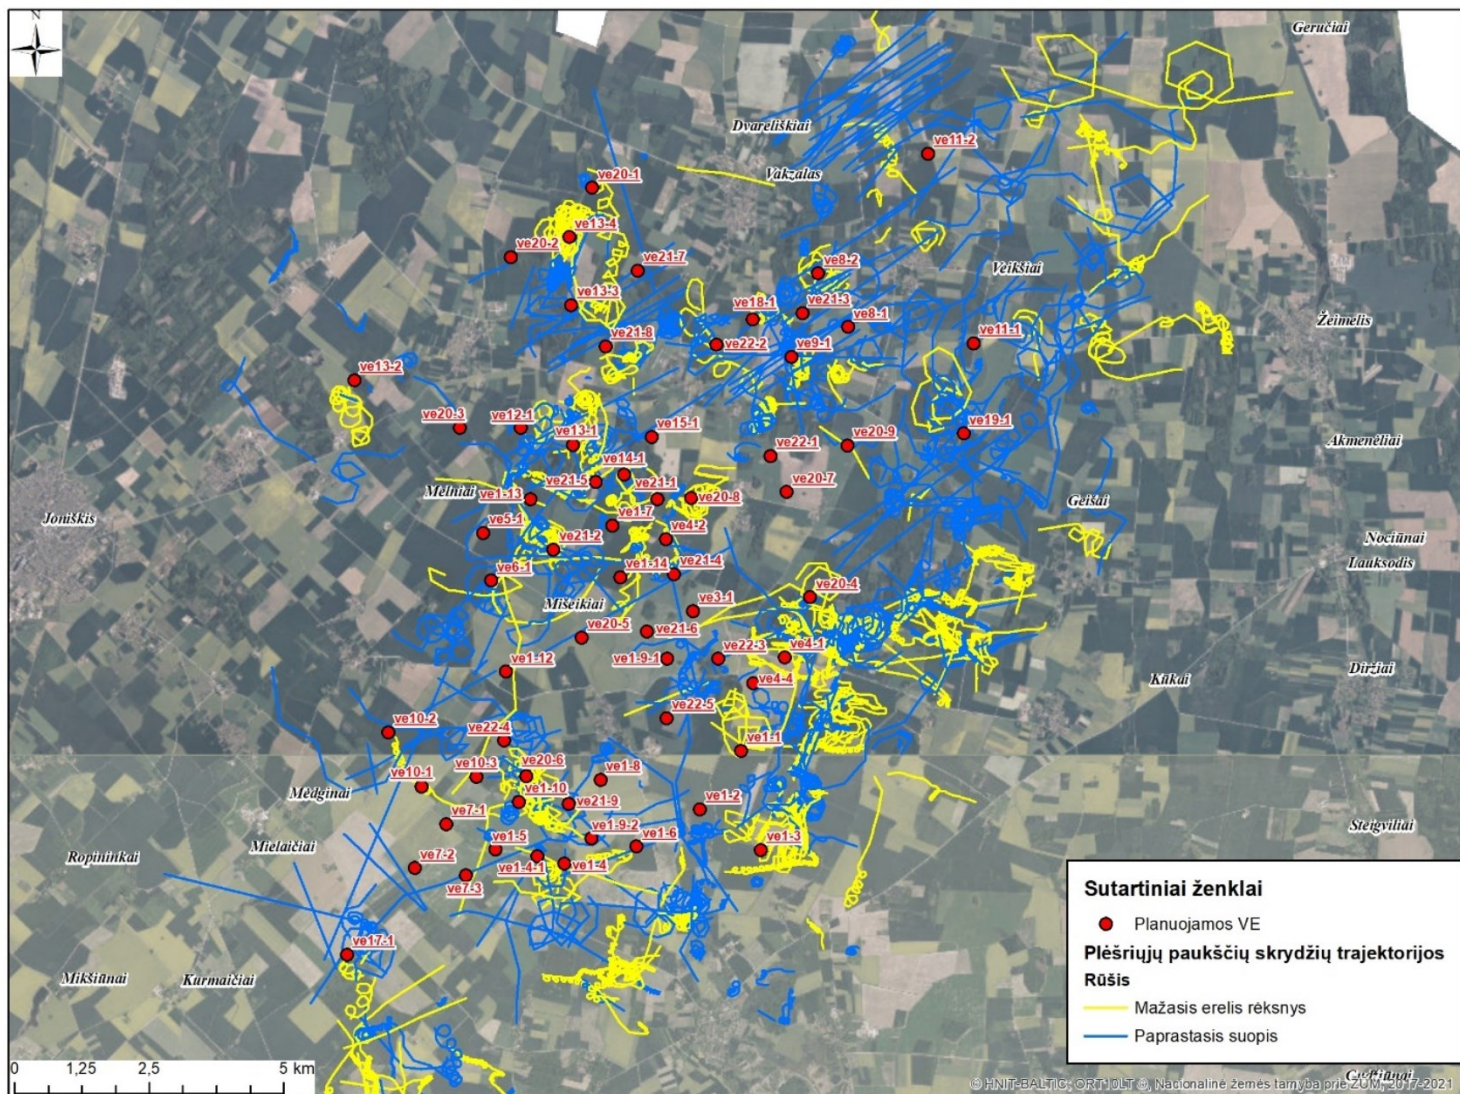 N
Geručiai
Dvareliškiai
ve11-2
Vakzalas
ve20-1
ve13-4
ve20-2
ve21-7
ve8-2
Veikšiai
ve13-3
ve21-3
ve18-1
ve8-1
Žeimelis
ve21-8
ve22-2
ve9-1
ve11-1
ve13-2
ve20-3
ve12-1
ve13-1
ve15-1
ve22-1
ve20-9
ve19-1
Akmenėliai
ve14-1
ve21-5
ve21-1
ve20-7
Melniai
ve1-13
ve20-8
Geišai
Joniškis
ve5-1
ve1-7
ve4-2
Nociūnai
ve21-2
ve1-14
ve21-4
Lauksodis
ve6-1
ve20-4
Mišeikiai
ve3-1
ve20-5
ve21-6
ve1-12
ve1-9-1
ve22-3
ve4-1
Diržiai
ve4-4
Kūkai
ve10-2
ve22-4
ve22-5
ve1-1
ve10-1
ve10-3
ve20-6
ve1-8
Medginai
ve1-10
ve21-9
ve1-2
ve7-1
Steigviliai
Ropininkai
Mielaičiai
ve1-5
ve1-9-2
ve1-6
ve1-3
ve7-2
ve1-4-1
ve1-4
ve7-3
ve17-1
Mikšiūnai
Kurmaičiai
Sutartiniai ženklai
Planuojamos VE
Plėšriųjų paukščių skrydžių trajektorijos
Rūšis
Mažasis erelis rėksnys
Paprastasis suopis
0 1,25 2,5 5 km
© HNIT-BALTIC; ORT10LT ©, Nacionalinė žemės tarnyba prie ŽŪM, 2017-2021